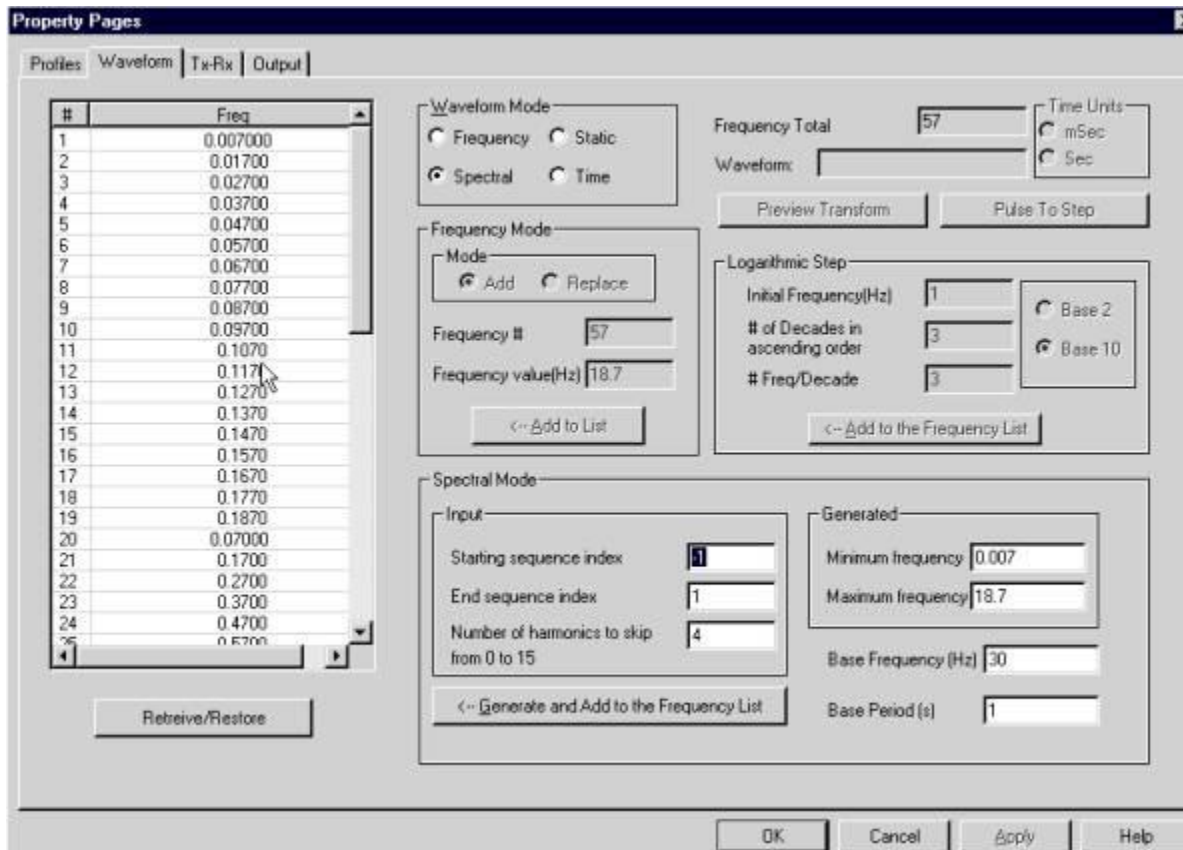 Property Pages
Profiles Waveform Tx-Rx Output
# Freq
1 0.007000
2 0.01700
3 0.02700
4 0.03700
5 0.04700
6 0.05700
7 0.06700
8 0.07700
9 0.08700
10 0.09700
11 0.1070
12 0.1170
13 0.1270
14 0.1370
15 0.1470
16 0.1570
17 0.1670
18 0.1770
19 0.1870
20 0.07000
21 0.1700
22 0.2700
23 0.3700
24 0.4700
25 0.5700
Retreive/Restore
Waveform Mode
Frequency Static
Spectral Time
Frequency Total 57
Waveform:
Time Units
mSec
Sec
Preview Transform Pulse To Step
Frequency Mode
Mode
Add Replace
Frequency # 57
Frequency value(Hz) 18.7
<-- Add to List
Logarithmic Step
Initial Frequency(Hz) 1
# of Decades in
ascending order 3
# Freq/Decade 3
Base 2
Base 10
<-- Add to the Frequency List
Spectral Mode
Input
Starting sequence index -1
End sequence index 1
Number of harmonics to skip 4
from 0 to 15
<-- Generate and Add to the Frequency List
Generated
Minimum frequency 0.007
Maximum frequency 18.7
Base Frequency (Hz) 30
Base Period (s) 1
OK Cancel Apply Help